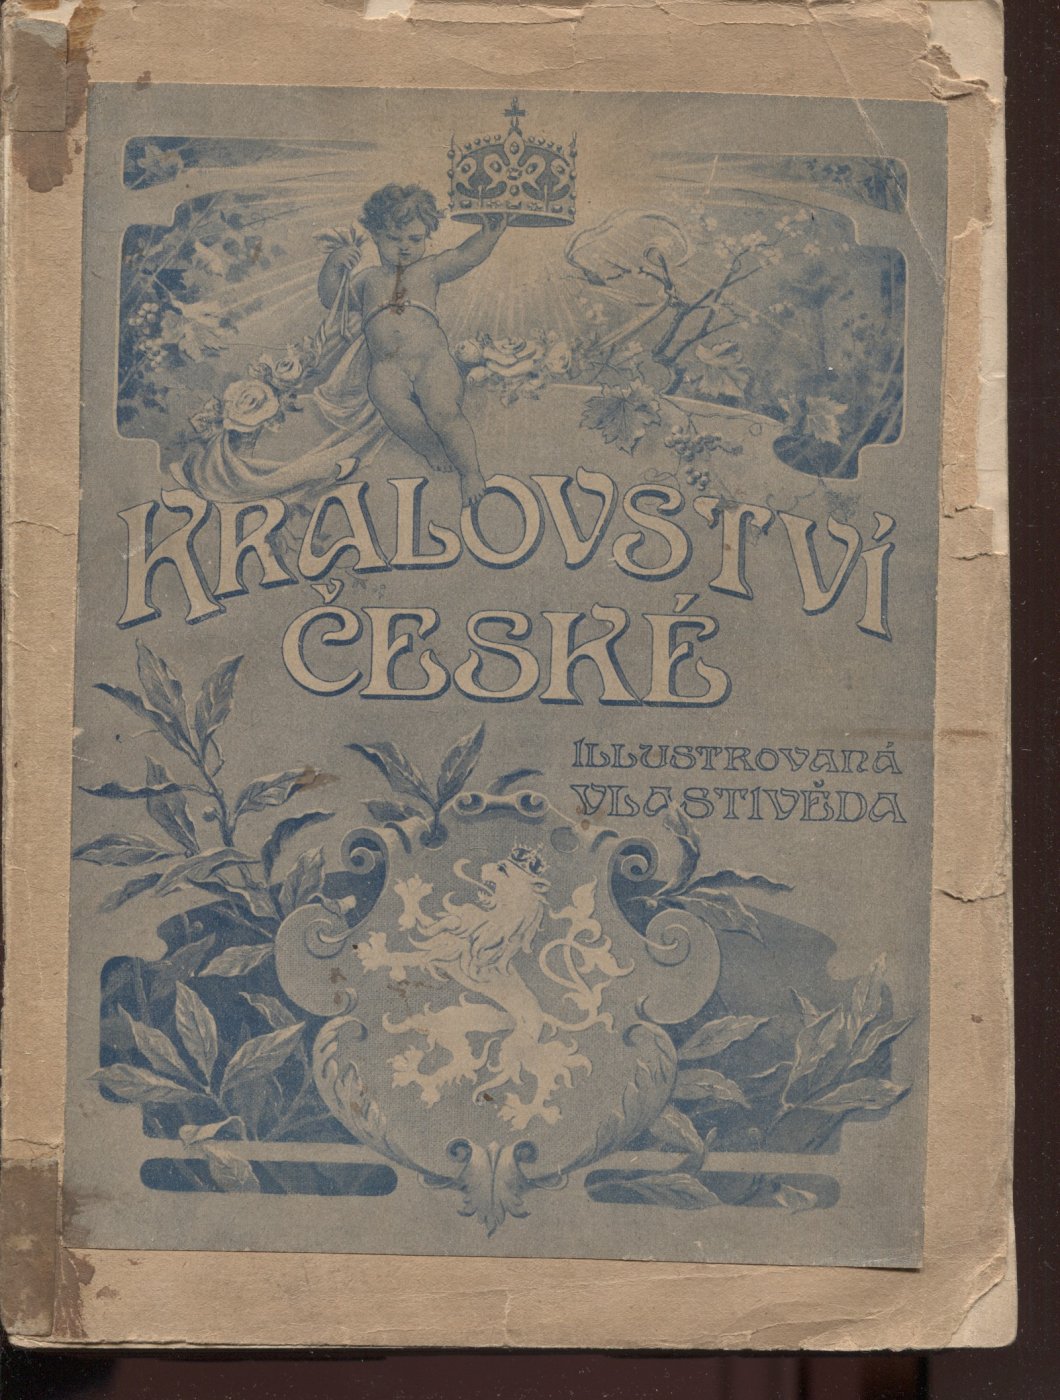 KRÁLOVSTVÍ
ČESKÉ
ILLUSTROVANÁ
VLASTIVĚDA